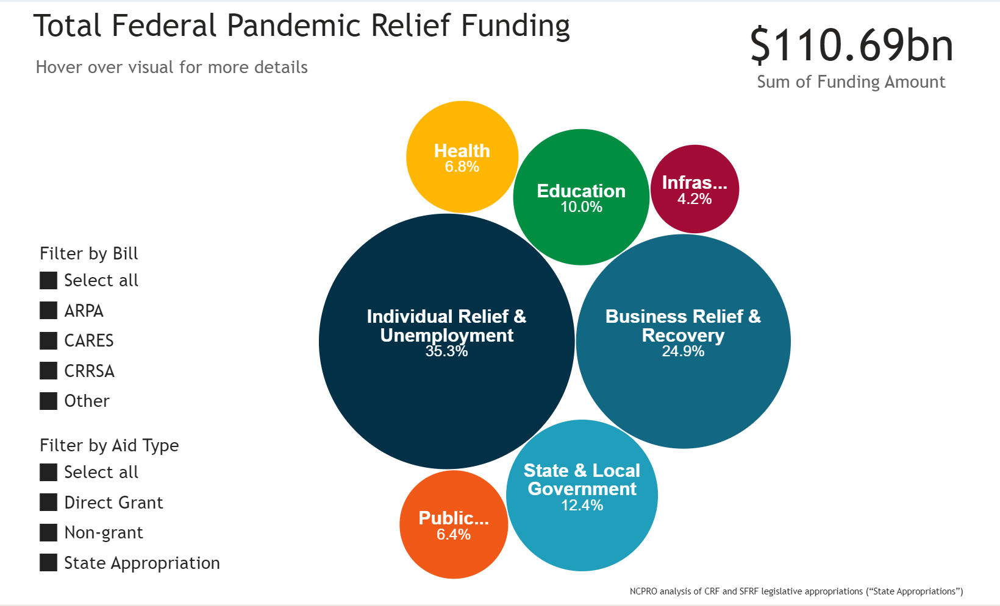 Total Federal Pandemic Relief Funding
$110.69bn
Hover over visual for more details
Sum of Funding Amount
Health
6.8%
Education
10.0%
Infras...
4.2%
Filter by Bill
Select all
ARPA
CARES
CRRSA
Other
Individual Relief &
Unemployment
35.3%
Business Relief &
Recovery
24.9%
Filter by Aid Type
Select all
Direct Grant
Non-grant
State Appropriation
State & Local
Government
12.4%
Public...
6.4%
NCPRO analysis of CRF and SFRF legislative appropriations (“State Appropriations”)